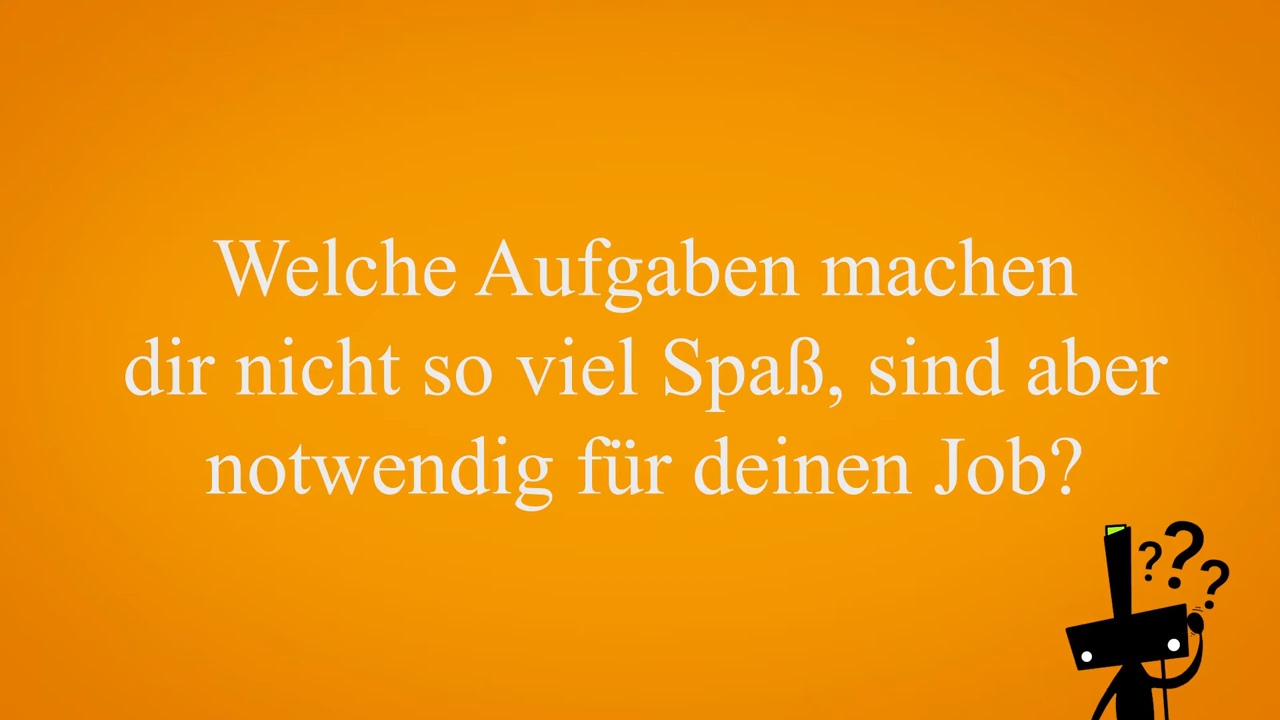 Welche Aufgaben machen
dir nicht so viel Spaß, sind aber
notwendig für deinen Job?
???